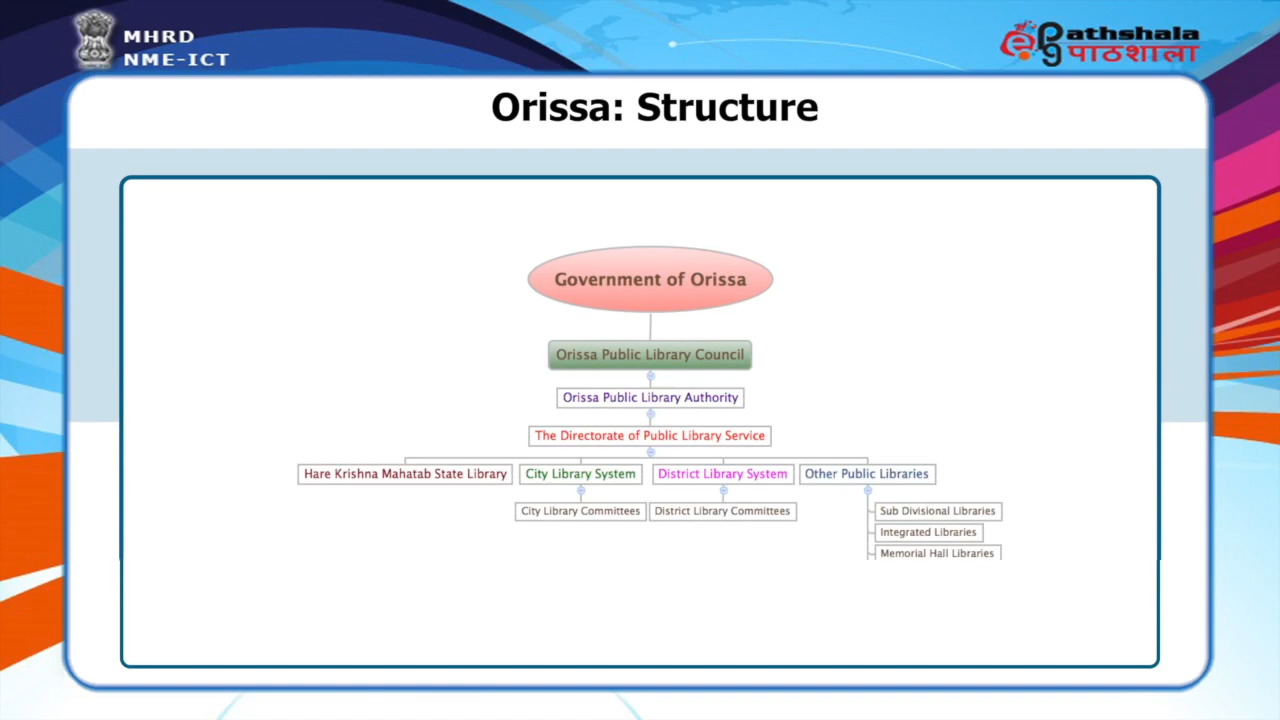 MHRD
NME-ICT
ePathshala
पाठशाला
Orissa: Structure
Government of Orissa
Orissa Public Library Council
Orissa Public Library Authority
The Directorate of Public Library Service
Hare Krishna Mahatab State Library
City Library System
District Library System
Other Public Libraries
City Library Committees
District Library Committees
Sub Divisional Libraries
Integrated Libraries
Memorial Hall Libraries